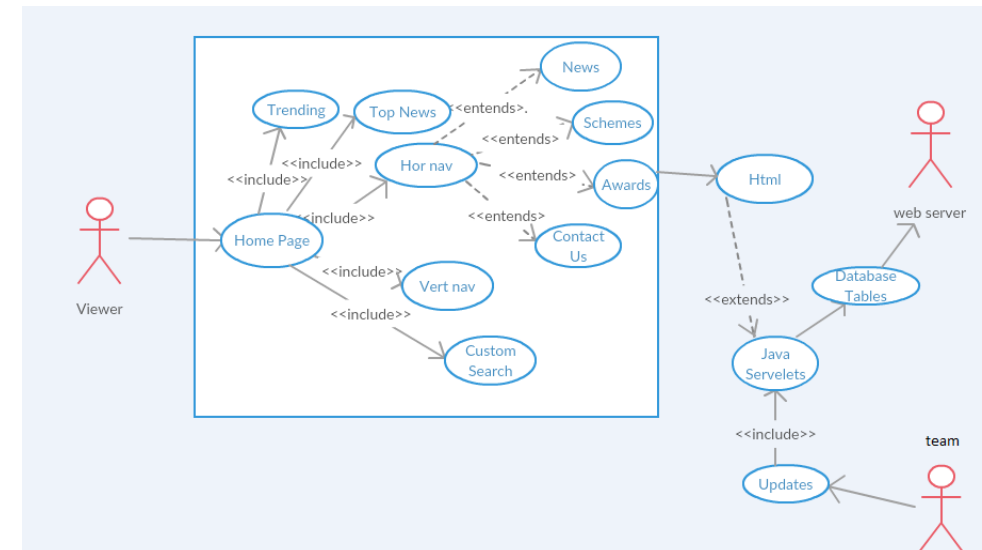 News
Trending
Top News
<<entends>.
Schemes
<<entends>
<<include>>
Hor nav
<<include>>
<<entends>
Awards
Html
<<include>>
<<entends>
web server
Home Page
Contact
Us
<<include>>
Vert nav
Database
Tables
Viewer
<<include>>
<<extends>>
Custom
Search
Java
Servelets
<<include>>
team
Updates